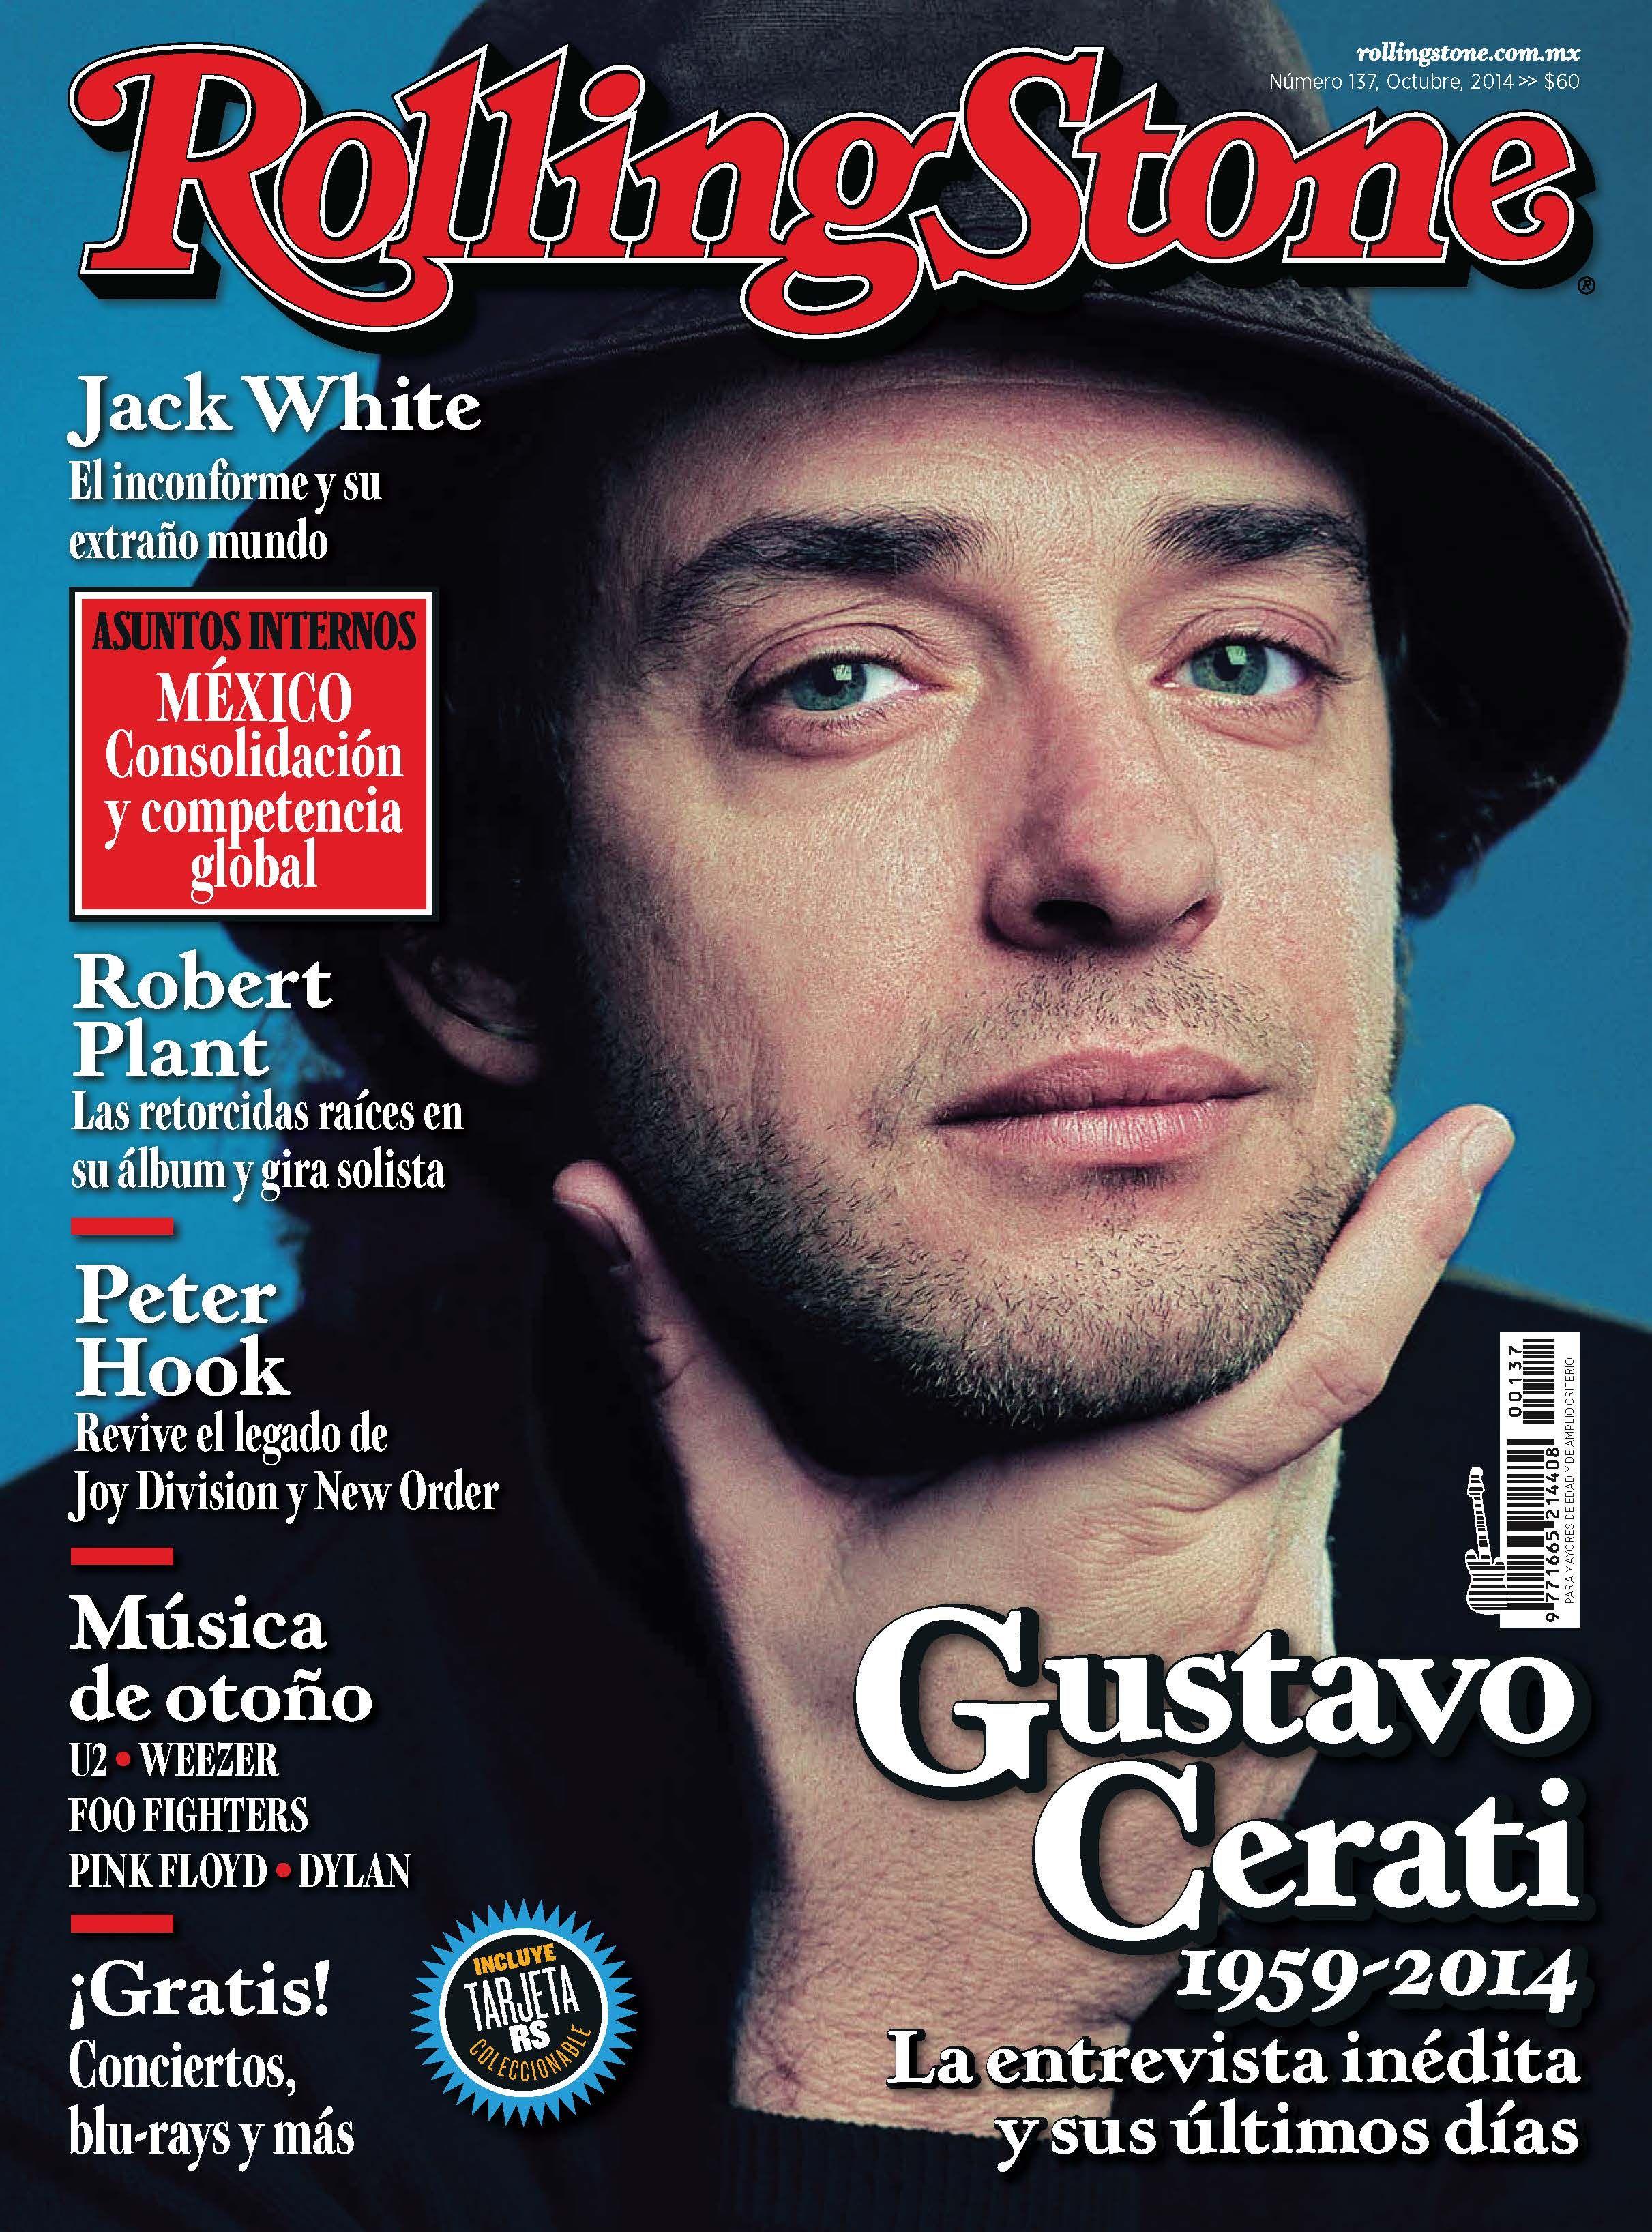 rollingstone.com.mx
Número 137, Octubre, 2014 >> $60
RollingStone
®
Jack White
El inconforme y su
extraño mundo
ASUNTOS INTERNOS
MÉXICO
Consolidación
y competencia
global
Robert
Plant
Las retorcidas raíces en
su álbum y gira solista
Peter
Hook
Revive el legado de
Joy Division y New Order
Música
de otoño
U2 • WEEZER
FOO FIGHTERS
PINK FLOYD • DYLAN
¡Gratis!
Conciertos,
blu-rays y más
INCLUYE
TARJETA
RS
COLECCIONABLE
00137
9 771665 214408
PARA MAYORES DE EDAD Y DE AMPLIO CRITERIO
Gustavo
Cerati
1959-2014
La entrevista inédita
y sus últimos días